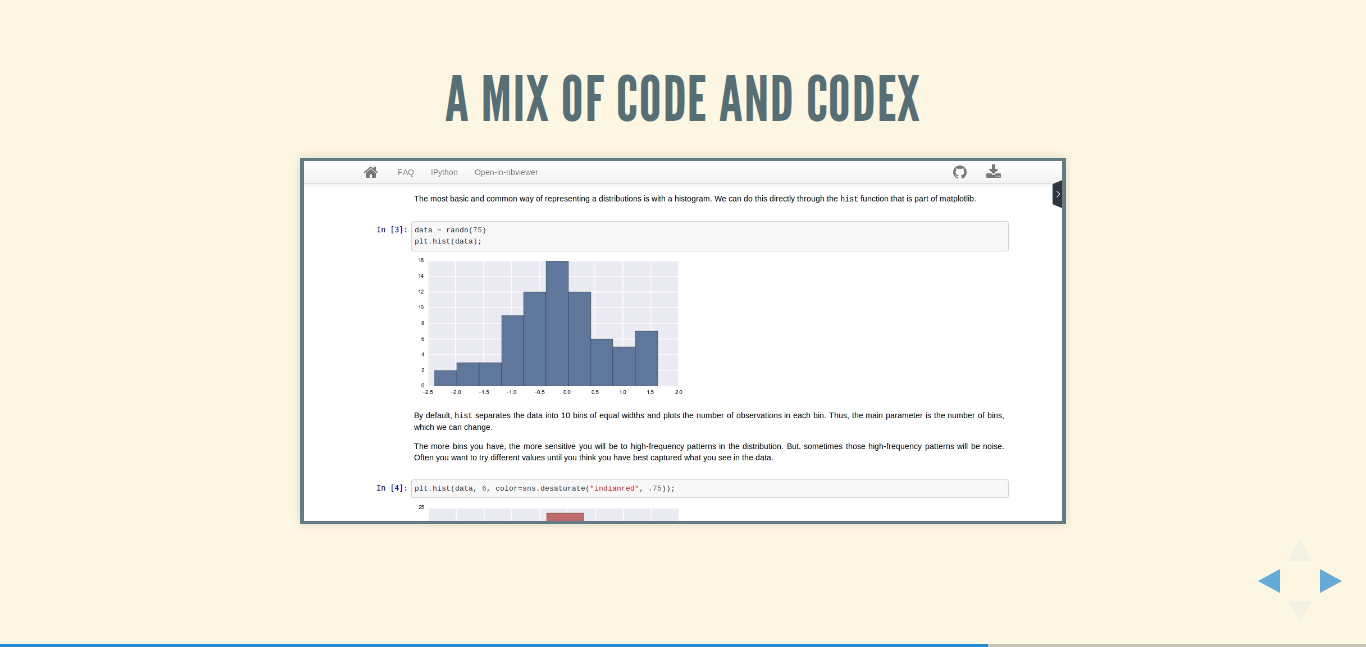 A MIX OF CODE AND CODEX
FAQ IPython Open-in-nbviewer
The most basic and common way of representing a distributions is with a histogram. We can do this directly through the hist function that is part of matplotlib.
In [3]: data = randn(75)
plt.hist(data);
16
14
12
10
8
6
4
2
0
−2.5 −2.0 −1.5 −1.0 −0.5 0.0 0.5 1.0 1.5 2.0
By default, hist separates the data into 10 bins of equal widths and plots the number of observations in each bin. Thus, the main parameter is the number of bins,
which we can change.
The more bins you have, the more sensitive you will be to high-frequency patterns in the distribution. But, sometimes those high-frequency patterns will be noise.
Often you want to try different values until you think you have best captured what you see in the data.
In [4]: plt.hist(data, 6, color=sns.desaturate("indianred", .75));
25